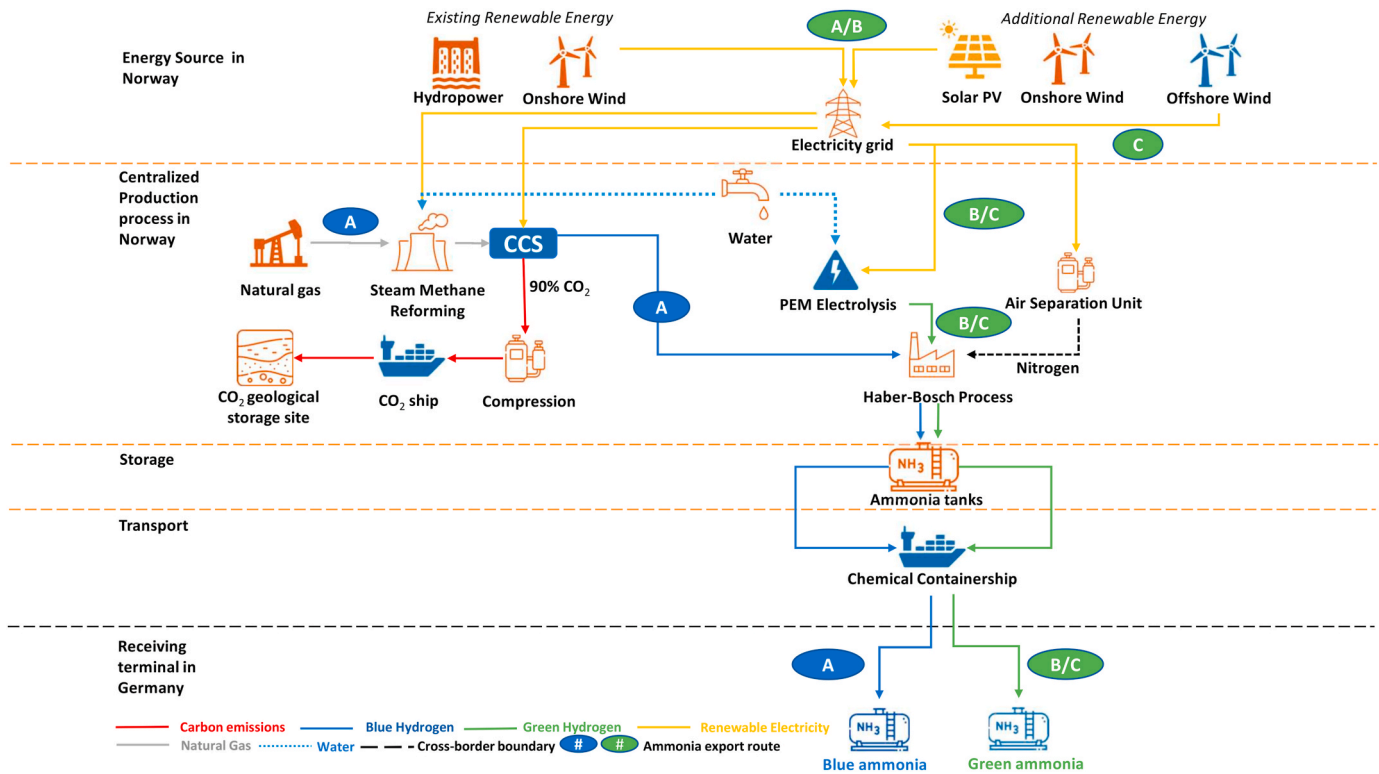 Existing Renewable Energy
A/B
Additional Renewable Energy
Energy Source in
Norway
Hydropower
Onshore Wind
Solar PV
Onshore Wind
Offshore Wind
Electricity grid
C
Centralized
Production
process in
Norway
A
Water
B/C
CCS
Natural gas
Steam Methane
Reforming
90% CO₂
A
PEM Electrolysis
Air Separation Unit
B/C
Nitrogen
CO₂ geological
storage site
CO₂ ship
Compression
Haber-Bosch Process
Storage
NH₃
Ammonia tanks
Transport
Chemical Containership
Receiving
terminal in
Germany
A
B/C
NH₃
NH₃
Blue ammonia
Green ammonia
Carbon emissions
Blue Hydrogen
Green Hydrogen
Renewable Electricity
Natural Gas
Water
Cross-border boundary
#
#
Ammonia export route